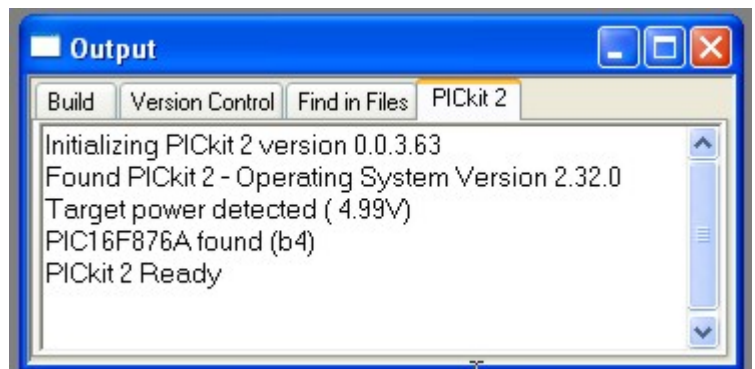 Output
Build Version Control Find in Files PICkit 2
Initializing PICkit 2 version 0.0.3.63
Found PICkit 2 - Operating System Version 2.32.0
Target power detected ( 4.99V)
PIC16F876A found (b4)
PICkit 2 Ready